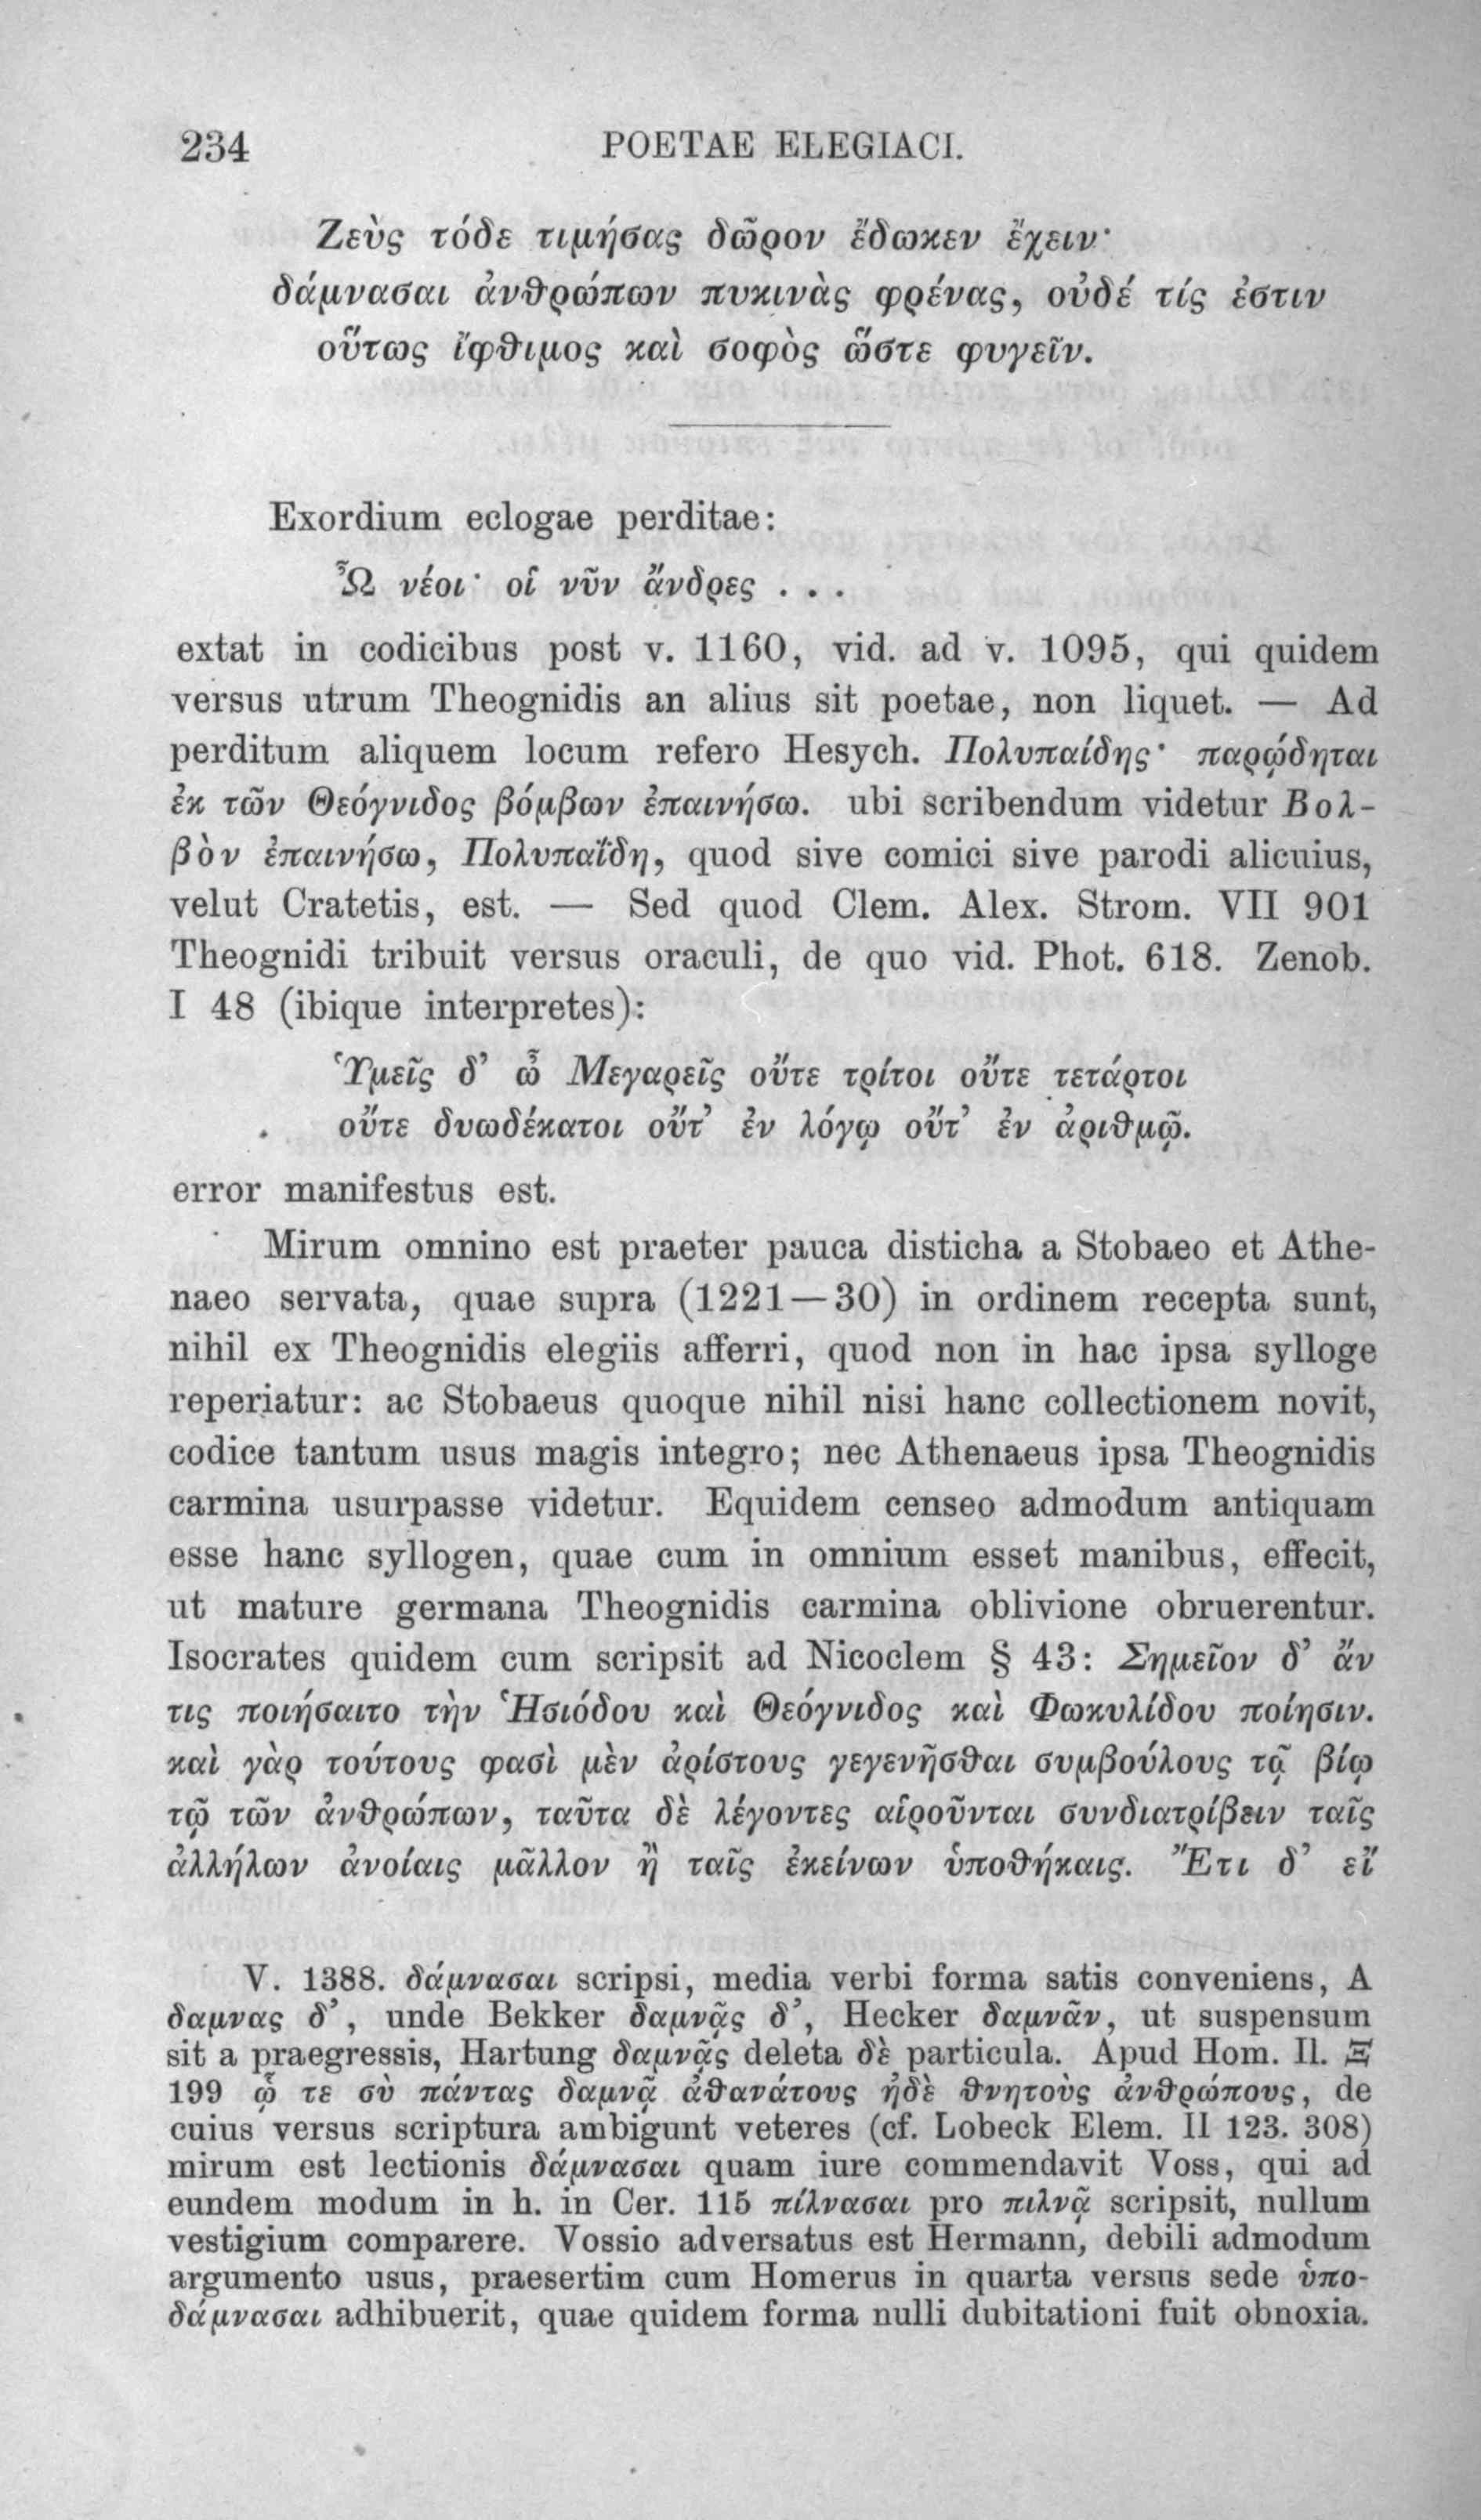 234 POETAE ELEGIACI.
Ζεὺς τόδε τιμήσας δῶρον ἔδωκεν ἔχειν·
δάμνασαι ἀνθρώπων πυκινὰς φρένας, οὐδέ τίς ἐστιν
οὕτως ἴφθιμος καὶ σοφὸς ὥστε φυγεῖν.
Exordium eclogae perditae:
Ὦ νέοι· οἳ νῦν ἄνδρες . . .
extat in codicibus post v. 1160, vid. ad v. 1095, qui quidem
versus utrum Theognidis an alius sit poetae, non liquet. — Ad
perditum aliquem locum refero Hesych. Πολυπαίδης· παρῴδηται
ἐκ τῶν Θεόγνιδος βόμβων ἐπαινήσω. ubi scribendum videtur Βολ-
βὸν ἐπαινήσω, Πολυπαΐδη, quod sive comici sive parodi alicuius,
velut Cratetis, est. — Sed quod Clem. Alex. Strom. VII 901
Theognidi tribuit versus oraculi, de quo vid. Phot. 618. Zenob.
I 48 (ibique interpretes):
Ὑμεῖς δ’ ὦ Μεγαρεῖς οὔτε τρίτοι οὔτε τετάρτοι
οὔτε δυωδέκατοι οὔτ’ ἐν λόγῳ οὔτ’ ἐν ἀριθμῷ.
error manifestus est.
Mirum omnino est praeter pauca disticha a Stobaeo et Athe-
naeo servata, quae supra (1221—30) in ordinem recepta sunt,
nihil ex Theognidis elegiis afferri, quod non in hac ipsa sylloge
reperiatur: ac Stobaeus quoque nihil nisi hanc collectionem novit,
codice tantum usus magis integro; nec Athenaeus ipsa Theognidis
carmina usurpasse videtur. Equidem censeo admodum antiquam
esse hanc syllogen, quae cum in omnium esset manibus, effecit,
ut mature germana Theognidis carmina oblivione obruerentur.
Isocrates quidem cum scripsit ad Nicoclem § 43: Σημεῖον δ’ ἄν
τις ποιήσαιτο τὴν Ἡσιόδου καὶ Θεόγνιδος καὶ Φωκυλίδου ποίησιν.
καὶ γὰρ τούτους φασὶ μὲν ἀρίστους γεγενῆσθαι συμβούλους τῷ βίῳ
τῷ τῶν ἀνθρώπων, ταῦτα δὲ λέγοντες αἱροῦνται συνδιατρίβειν ταῖς
ἀλλήλων ἀνοίαις μᾶλλον ἢ ταῖς ἐκείνων ὑποθήκαις. Ἔτι δ’ εἴ
V. 1388. δάμνασαι scripsi, media verbi forma satis conveniens, A
δαμνας δ’, unde Bekker δαμνᾷς δ’, Hecker δαμνᾶν, ut suspensum
sit a praegressis, Hartung δαμνᾷς deleta δὲ particula. Apud Hom. Il. Ξ
199 ᾧ τε σὺ πάντας δαμνᾷ ἀθανάτους ἠδὲ θνητοὺς ἀνθρώπους, de
cuius versus scriptura ambigunt veteres (cf. Lobeck Elem. II 123. 308)
mirum est lectionis δάμνασαι quam iure commendavit Voss, qui ad
eundem modum in h. in Cer. 115 πίλνασαι pro πιλνᾷ scripsit, nullum
vestigium comparere. Vossio adversatus est Hermann, debili admodum
argumento usus, praesertim cum Homerus in quarta versus sede ὑπο-
δάμνασαι adhibuerit, quae quidem forma nulli dubitationi fuit obnoxia.